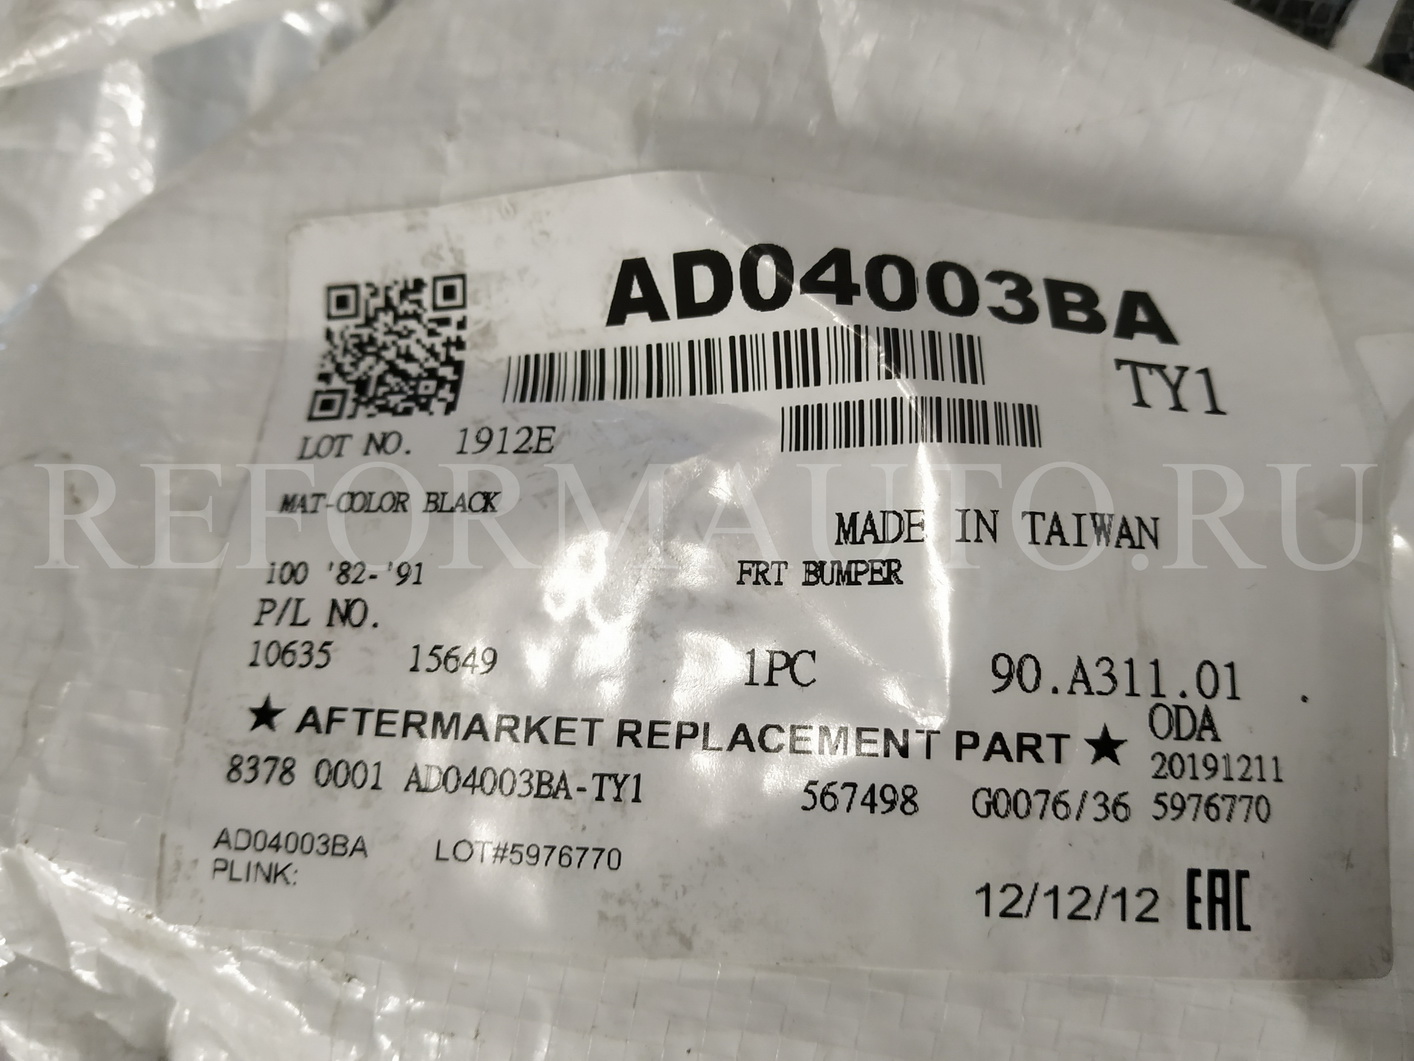 AD04003BA
TY1
LOT NO. 1912E
REFORMAUTO.RU
MAT-COLOR BLACK
MADE IN TAIWAN
100 '82-'91 FRT BUMPER
P/L NO.
10635 15649 1PC 90.A311.01 .
★ AFTERMARKET REPLACEMENT PART ★ ODA
20191211
8378 0001 AD04003BA-TY1 567498 G0076/36 5976770
AD04003BA LOT#5976770
PLINK:
12/12/12 EAC